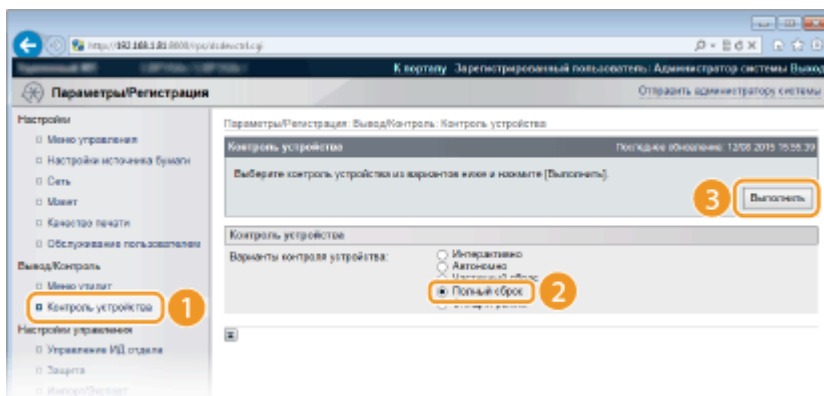 К порталу Зарегистрированный пользователь: Администратор системы Выход
Параметры/Регистрация
Отправить администратору системы
Настройки
Меню управления
Настройки источника бумаги
Сеть
Макет
Качество печати
Обслуживание пользователем
Вывод/Контроль
Меню утилит
Контроль устройства
1
Настройки управления
Управление ИД отдела
Защита
Импорт/Экспорт
Параметры/Регистрация: Вывод/Контроль: Контроль устройства
Контроль устройства
Последнее обновление: 12/08 2015 15:55:39
Выберите контроль устройства из вариантов ниже и нажмите [Выполнить].
3
Выполнить
Контроль устройства
Варианты контроля устройства:
Интерактивно
Автономно
Полный сброс
2